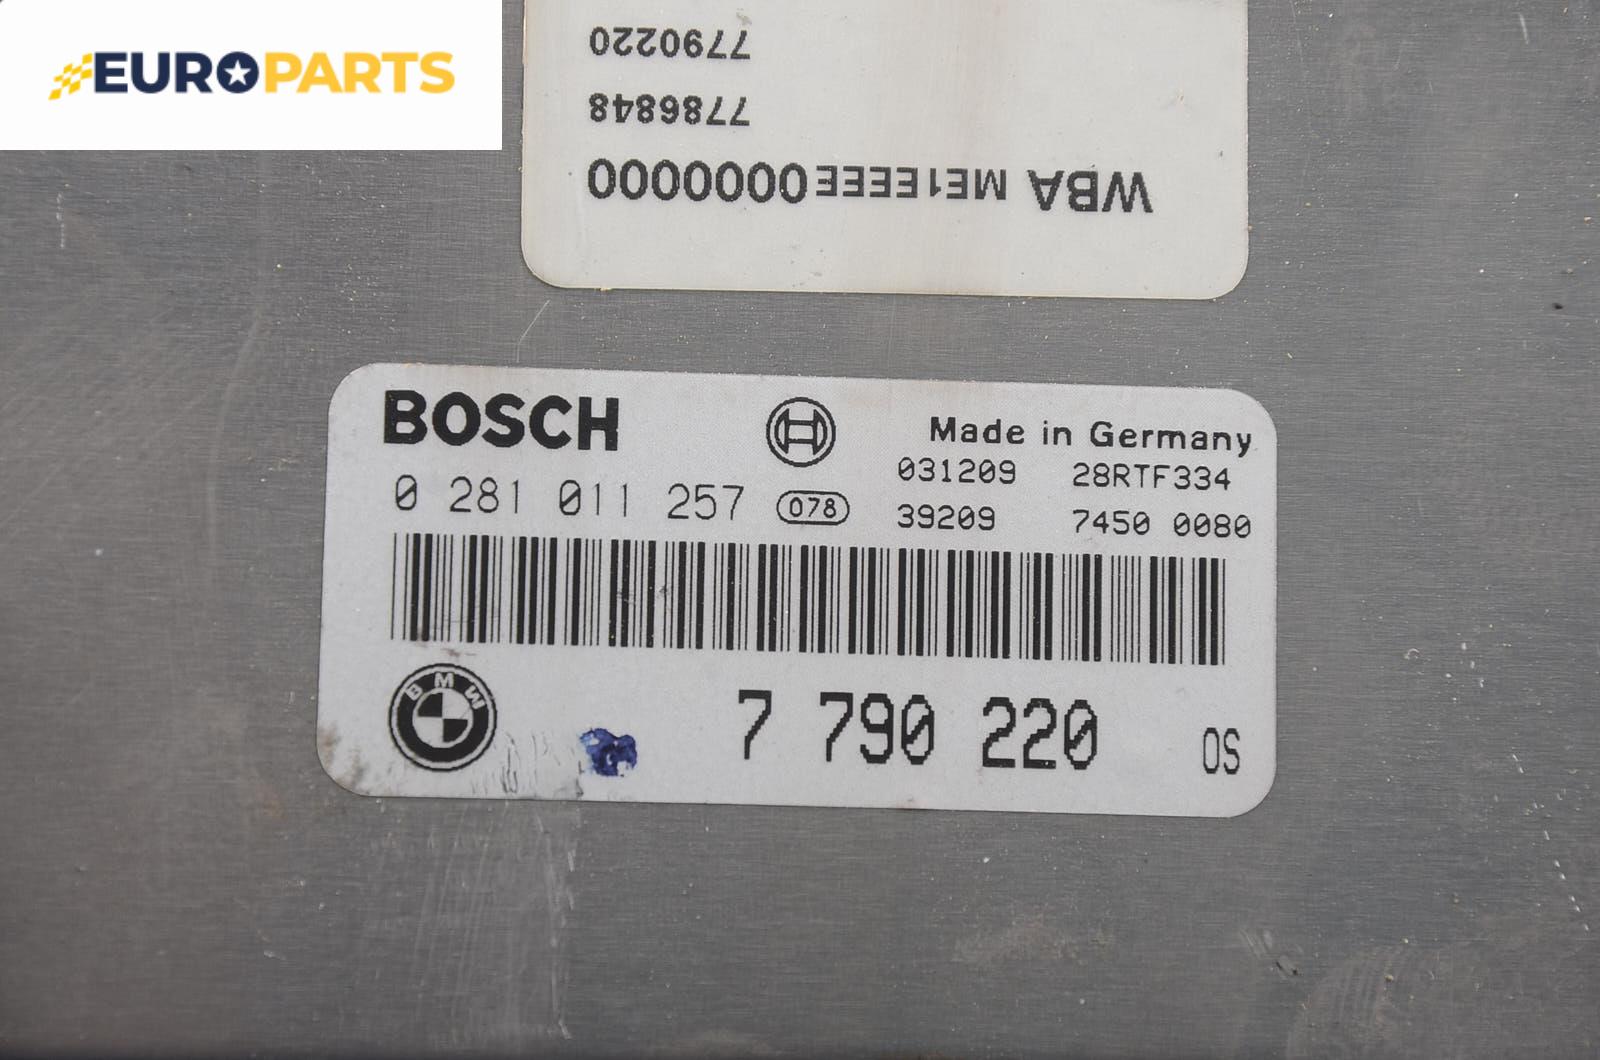 EUROPARTS
WBA ME1EEEE0000000
7786848
7790220
BOSCH
Made in Germany
0 281 011 257 078
031209 28RTF334
39209 7450 0080
BMW
7 790 220 OS